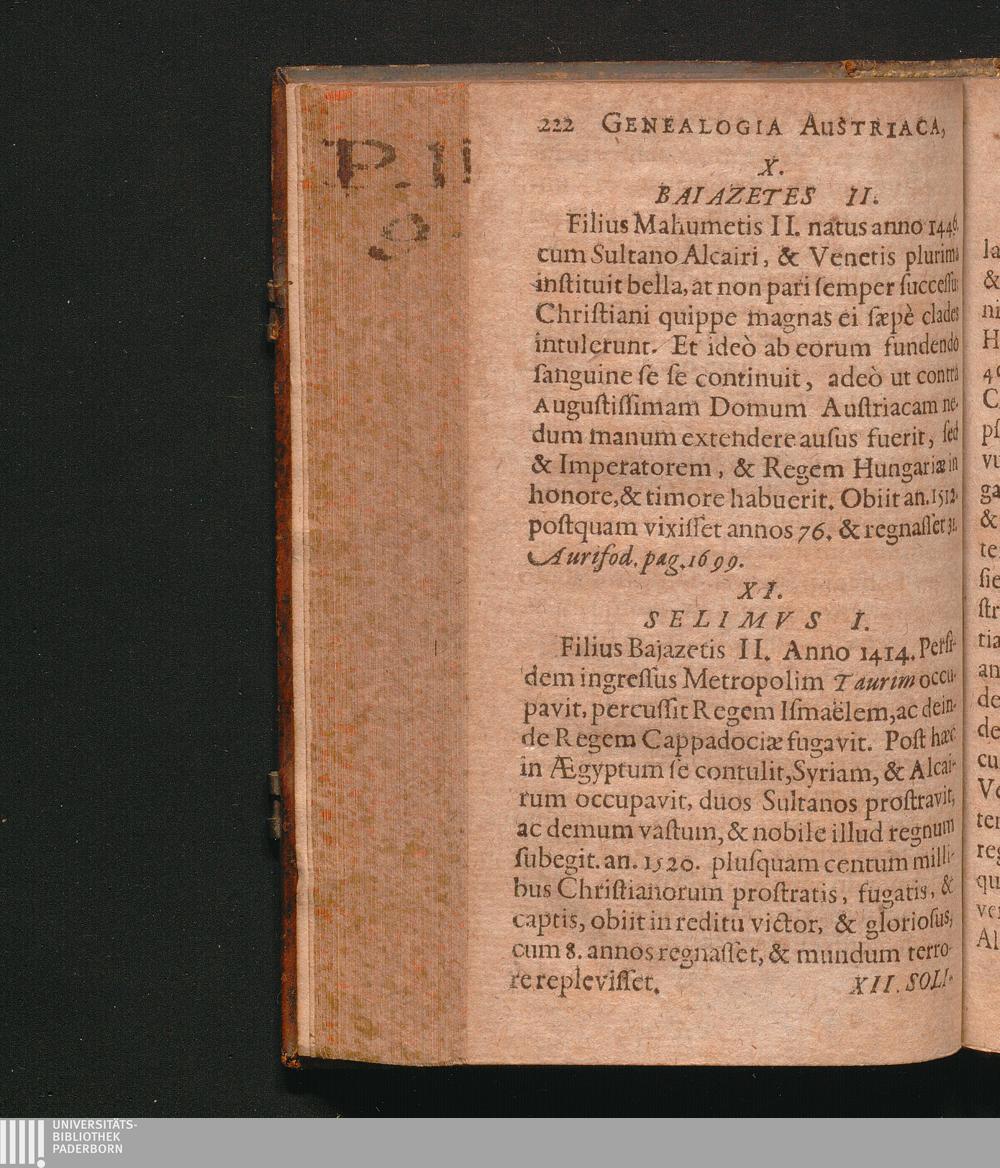 P. II
9.
222 GENEALOGIA AUSTRIACA,
X.
BAIAZETES II.
Filius Mahumetis II. natus anno 1446.
cum Sultano Alcairi, & Venetis plurima
inſtituit bella, at non pari ſemper ſucceſſu:
Chriſtiani quippe magnas ei ſæpè clades
intulerunt. Et ideò ab eorum fundendo
ſanguine ſe ſe continuit, adeò ut contra
Auguſtiſſimam Domum Auſtriacam ne-
dum manum extendere auſus fuerit, ſed
& Imperatorem, & Regem Hungariæ in
honore, & timore habuerit. Obiit an. 1512.
poſtquam vixiſſet annos 76. & regnaſſet 31.
Aurifod. pag. 1699.
XI.
SELIMVS I.
Filius Bajazetis II. Anno 1414. Perſi-
dem ingreſſus Metropolim Taurim occu-
pavit, percuſſit Regem Iſmaëlem, ac dein-
de Regem Cappadociæ fugavit. Poſt hæc
in Ægyptum ſe contulit, Syriam, & Alcai-
rum occupavit, duos Sultanos proſtravit,
ac demum vaſtum, & nobile illud regnum
ſubegit. an. 1520. pluſquam centum milli-
bus Chriſtianorum proſtratis, fugatis, &
captis, obiit in reditu victor, & glorioſus,
cum 8. annos regnaſſet, & mundum terro-
re repleviſſet.
XII. SOLI-
UNIVERSITÄTS-
BIBLIOTHEK
PADERBORN